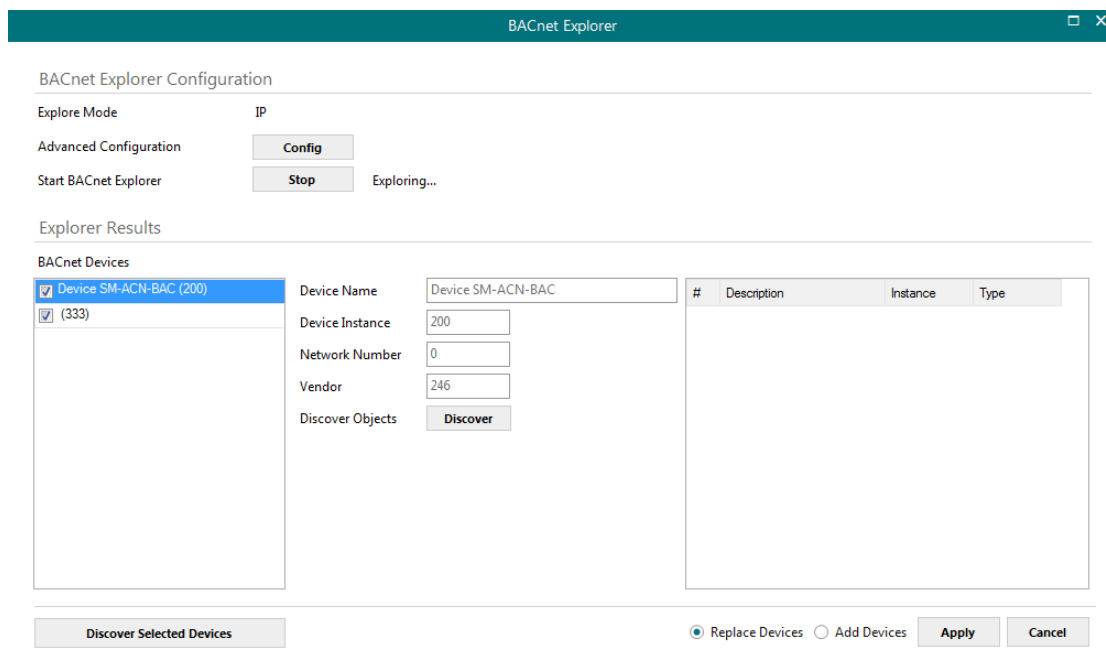 BACnet Explorer
BACnet Explorer Configuration
Explore Mode IP
Advanced Configuration Config
Start BACnet Explorer Stop Exploring...
Explorer Results
BACnet Devices
Device SM-ACN-BAC (200)
(333)
Device Name Device SM-ACN-BAC
Device Instance 200
Network Number 0
Vendor 246
Discover Objects Discover
# Description Instance Type
Discover Selected Devices Replace Devices Add Devices Apply Cancel